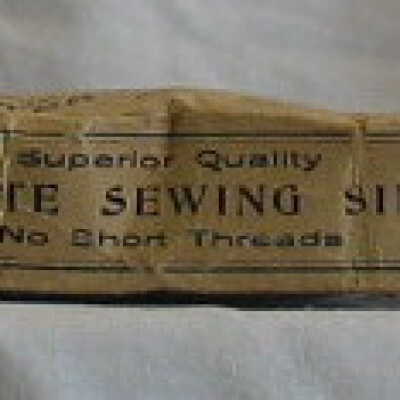 Superior Quality
TE SEWING SI
No Short Threads